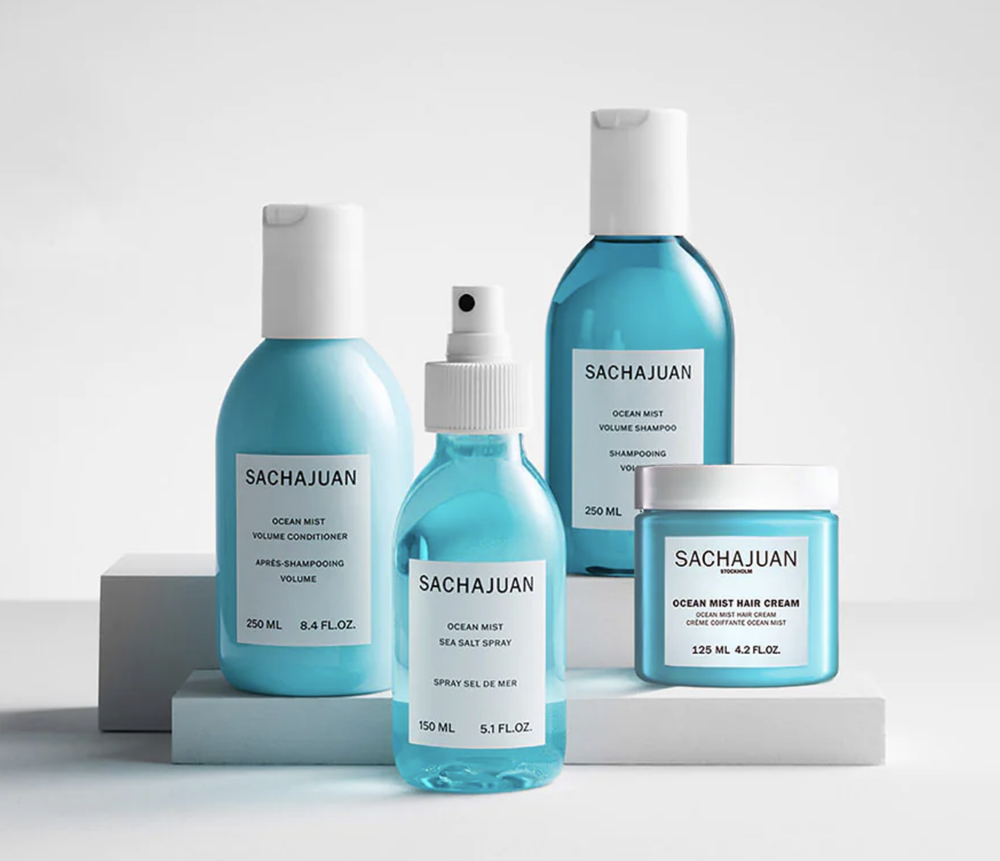 SACHAJUAN
OCEAN MIST
VOLUME CONDITIONER
APRÈS-SHAMPOOING
VOLUME
250 ML 8.4 FL.OZ.
SACHAJUAN
OCEAN MIST
SEA SALT SPRAY
SPRAY SEL DE MER
150 ML 5.1 FL.OZ.
SACHAJUAN
OCEAN MIST
VOLUME SHAMPOO
SHAMPOOING
250 ML
SACHAJUAN
STOCKHOLM
OCEAN MIST HAIR CREAM
OCEAN MIST HAIR CREAM
CRÈME COIFFANTE OCEAN MIST
125 ML 4.2 FL.OZ.